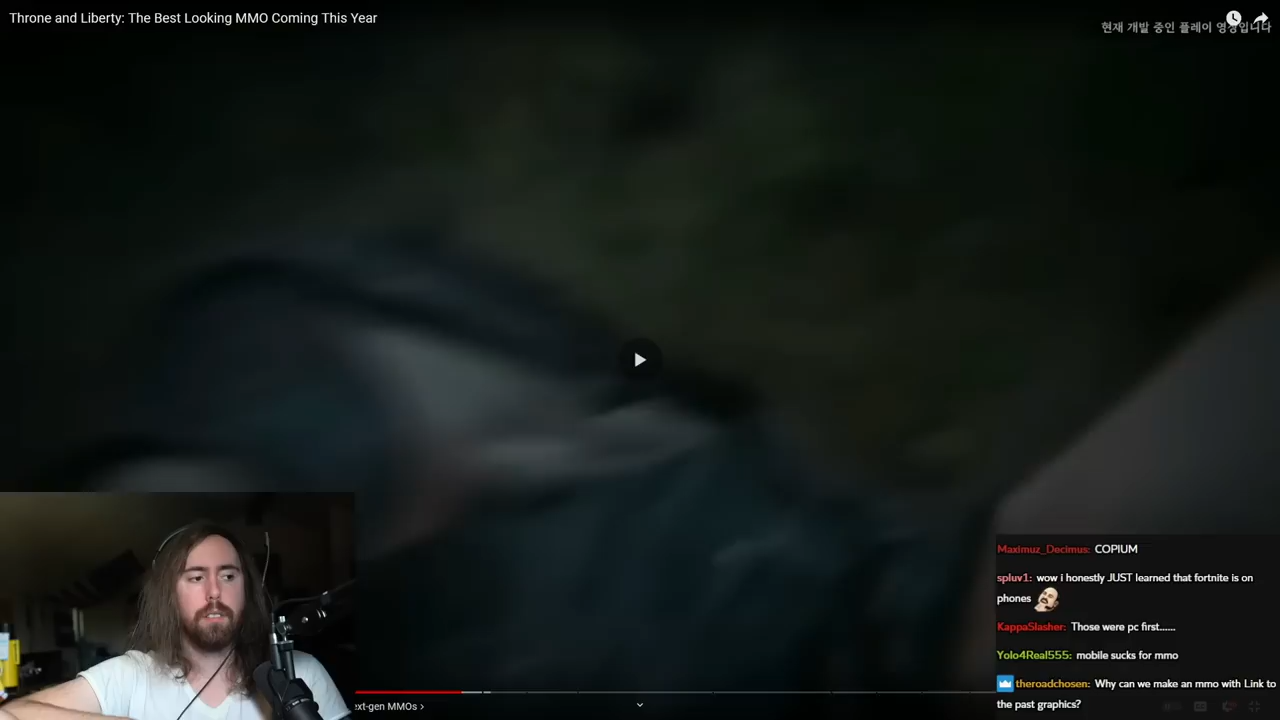 Throne and Liberty: The Best Looking MMO Coming This Year
현재 개발 중인 플레이 영상입니다
Maximuz_Decimus: COPIUM
spluv1: wow i honestly JUST learned that fortnite is on
phones
KappaSlasher: Those were pc first......
Yolo4Real555: mobile sucks for mmo
theroadchosen: Why can we make an mmo with Link to
the past graphics?
ext-gen MMOs ›